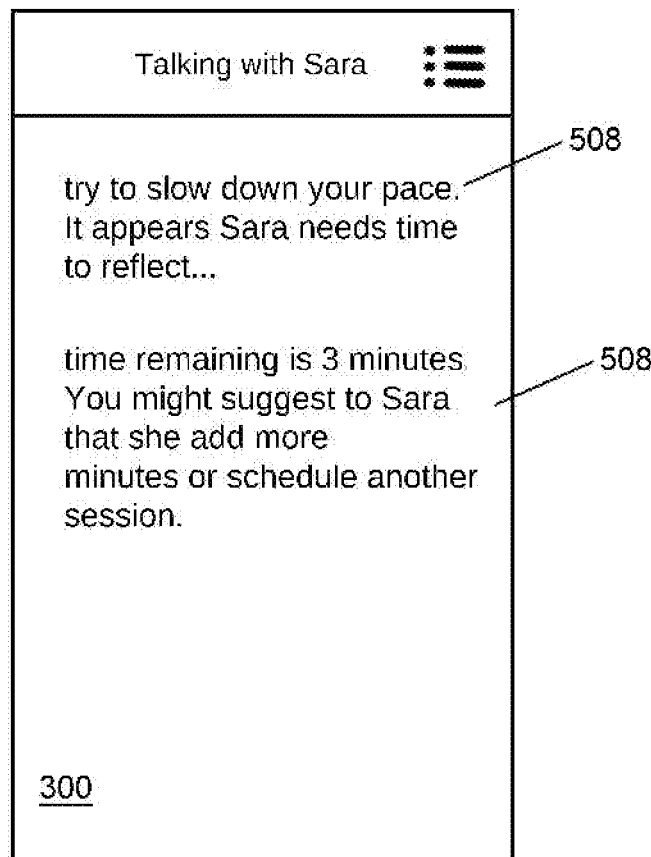 Talking with Sara
508
try to slow down your pace.
It appears Sara needs time
to reflect...
time remaining is 3 minutes
508
You might suggest to Sara
that she add more
minutes or schedule another
session.
300